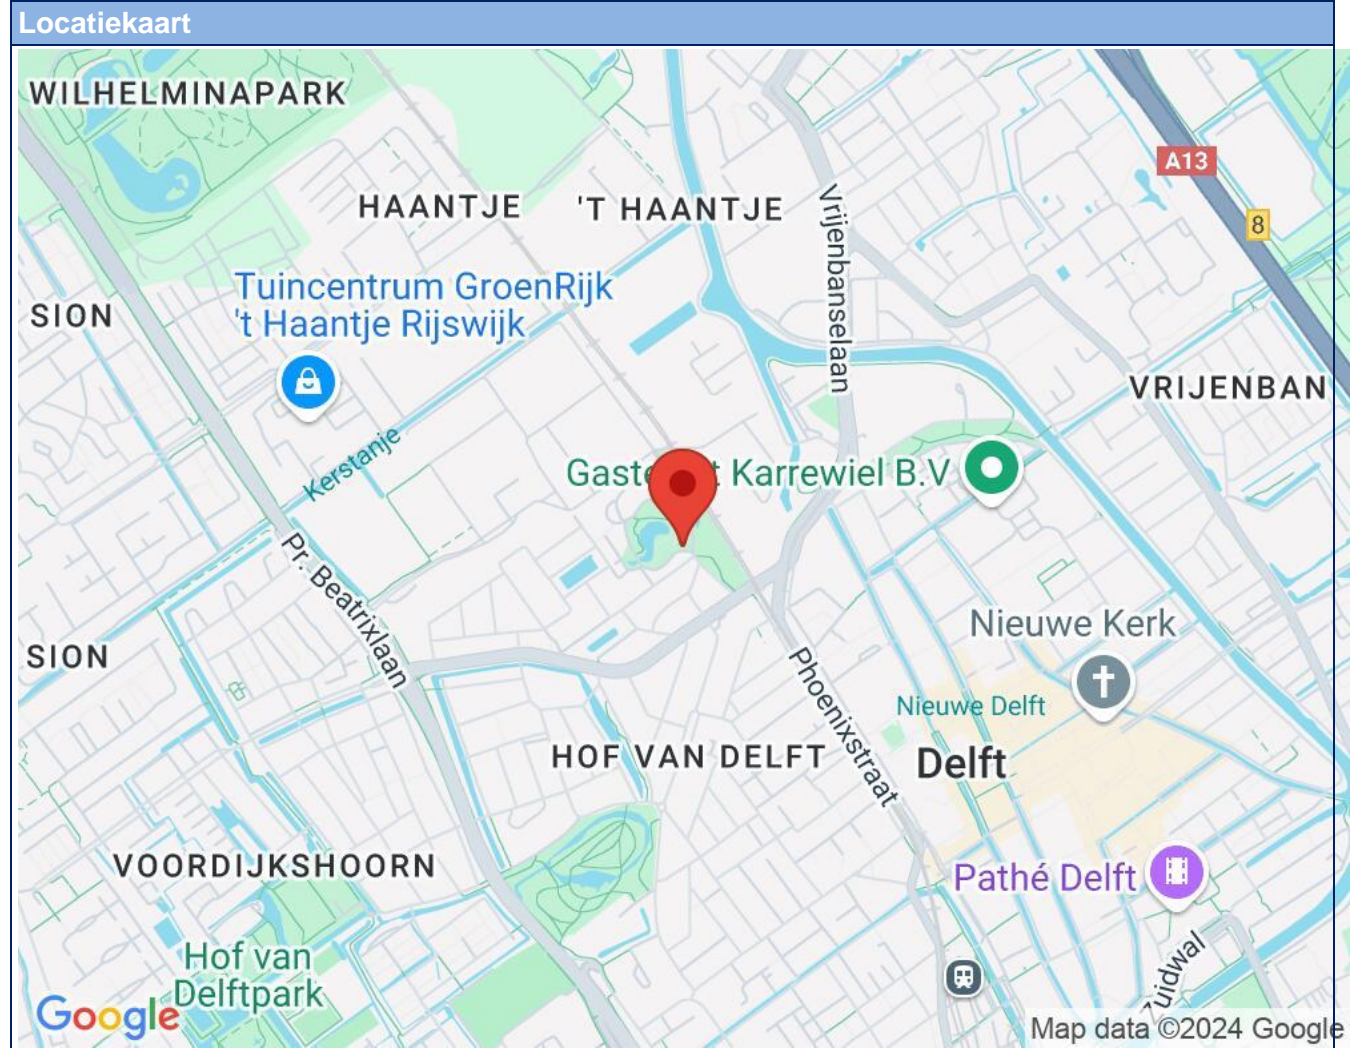 Locatiekaart
WILHELMINAPARK
A13
HAANTJE
'T HAANTJE
Vrijenbanselaan
8
Tuincentrum GroenRijk
't Haantje Rijswijk
SION
VRIJENBAN
Kerstanje
Karrewiel B.V
Pr. Beatrixlaan
Nieuwe Kerk
SION
Phoenixstraat
Nieuwe Delft
HOF VAN DELFT
Delft
VOORDIJKSHOORN
Pathé Delft
Hof van
Delftpark
Zuidwal
Google
Map data ©2024 Google